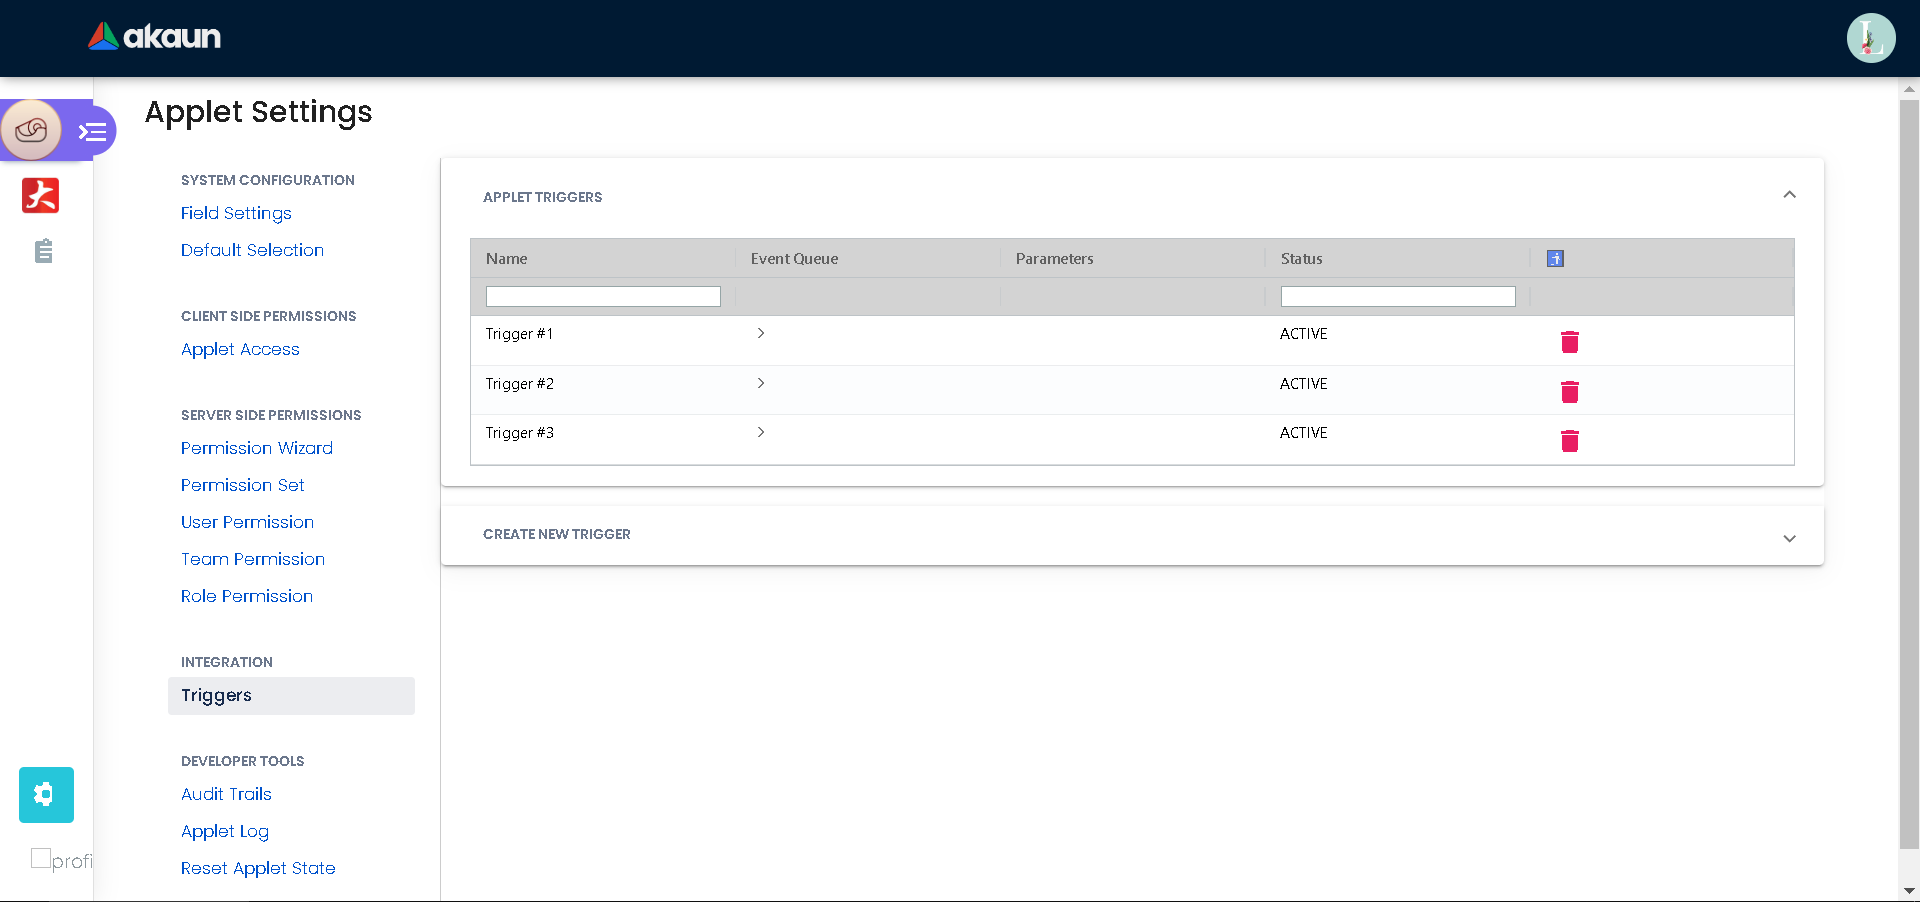 akaun
L
Applet Settings
SYSTEM CONFIGURATION
Field Settings
Default Selection
CLIENT SIDE PERMISSIONS
Applet Access
SERVER SIDE PERMISSIONS
Permission Wizard
Permission Set
User Permission
Team Permission
Role Permission
INTEGRATION
Triggers
DEVELOPER TOOLS
Audit Trails
Applet Log
Reset Applet State
profi
APPLET TRIGGERS
Name Event Queue Parameters Status
Trigger #1 ACTIVE
Trigger #2 ACTIVE
Trigger #3 ACTIVE
CREATE NEW TRIGGER